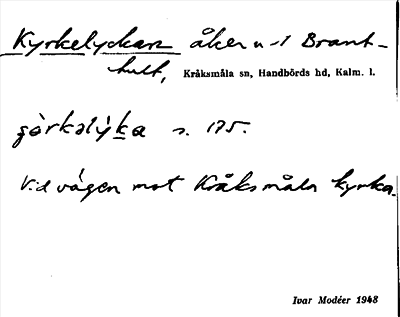 Kyrkelyckan åker u -1 Brant-
hult, Kråksmåla sn, Handbörds hd, Kalm. l.
s. 175.
Vid vägen mot Kråksmåla kyrka.
Ivar Modéer 1948